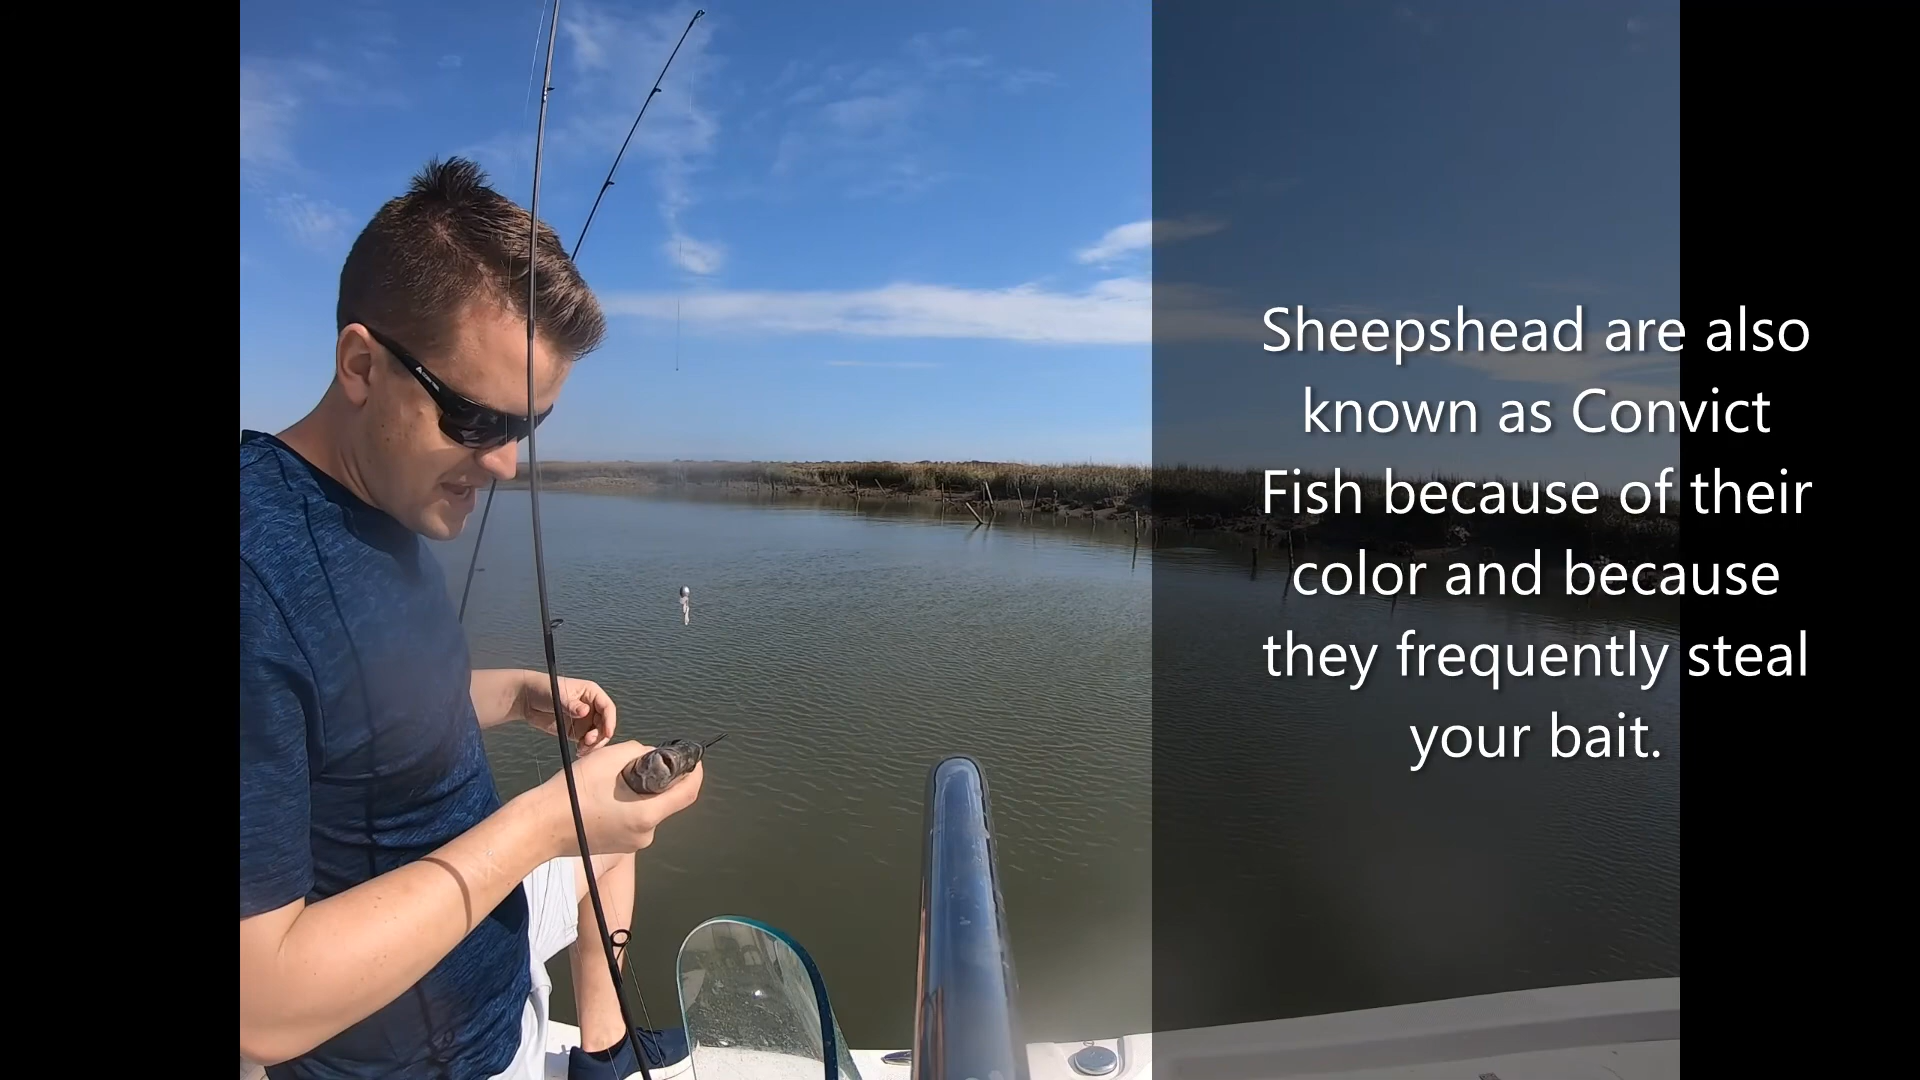 Sheepshead are also
known as Convict
Fish because of their
color and because
they frequently steal
your bait.